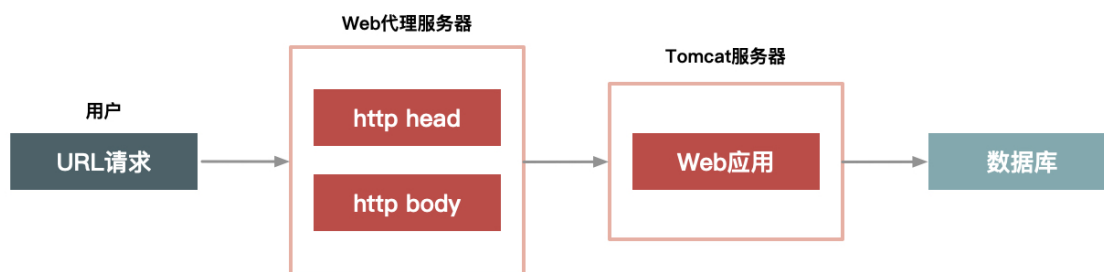 Web代理服务器
Tomcat服务器
用户
URL请求
http head
http body
Web应用
数据库